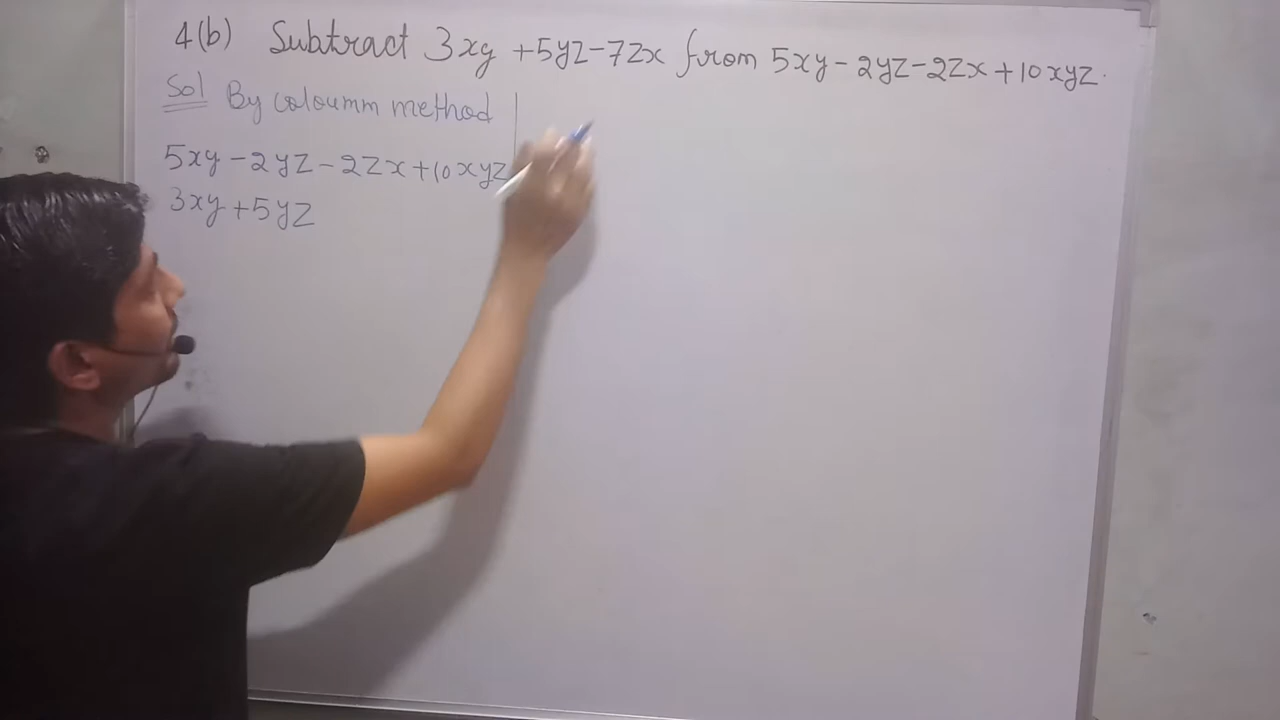 4(b) Subtract 3xy +5yz-7zx from 5xy-2yz-2zx+10xyz.
Sol By coloumm method
5xy-2yz-2zx+10xyz
3xy+5yz